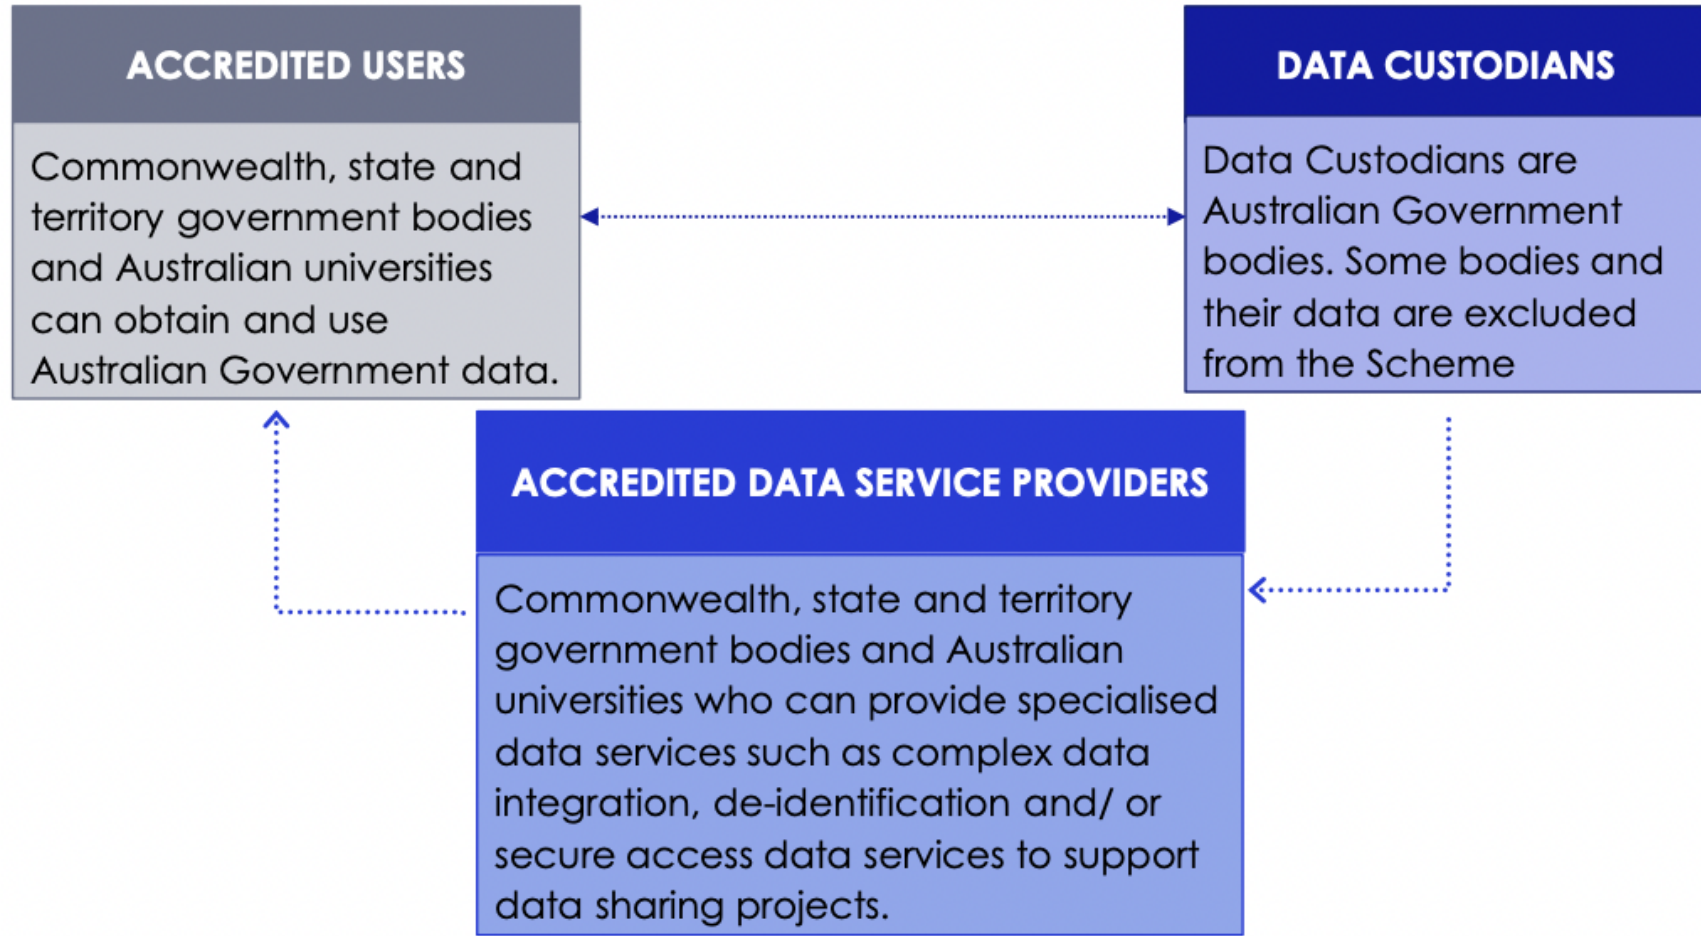 ACCREDITED USERS
Commonwealth, state and
territory government bodies
and Australian universities
can obtain and use
Australian Government data.
DATA CUSTODIANS
Data Custodians are
Australian Government
bodies. Some bodies and
their data are excluded
from the Scheme
ACCREDITED DATA SERVICE PROVIDERS
Commonwealth, state and territory
government bodies and Australian
universities who can provide specialised
data services such as complex data
integration, de-identification and/ or
secure access data services to support
data sharing projects.